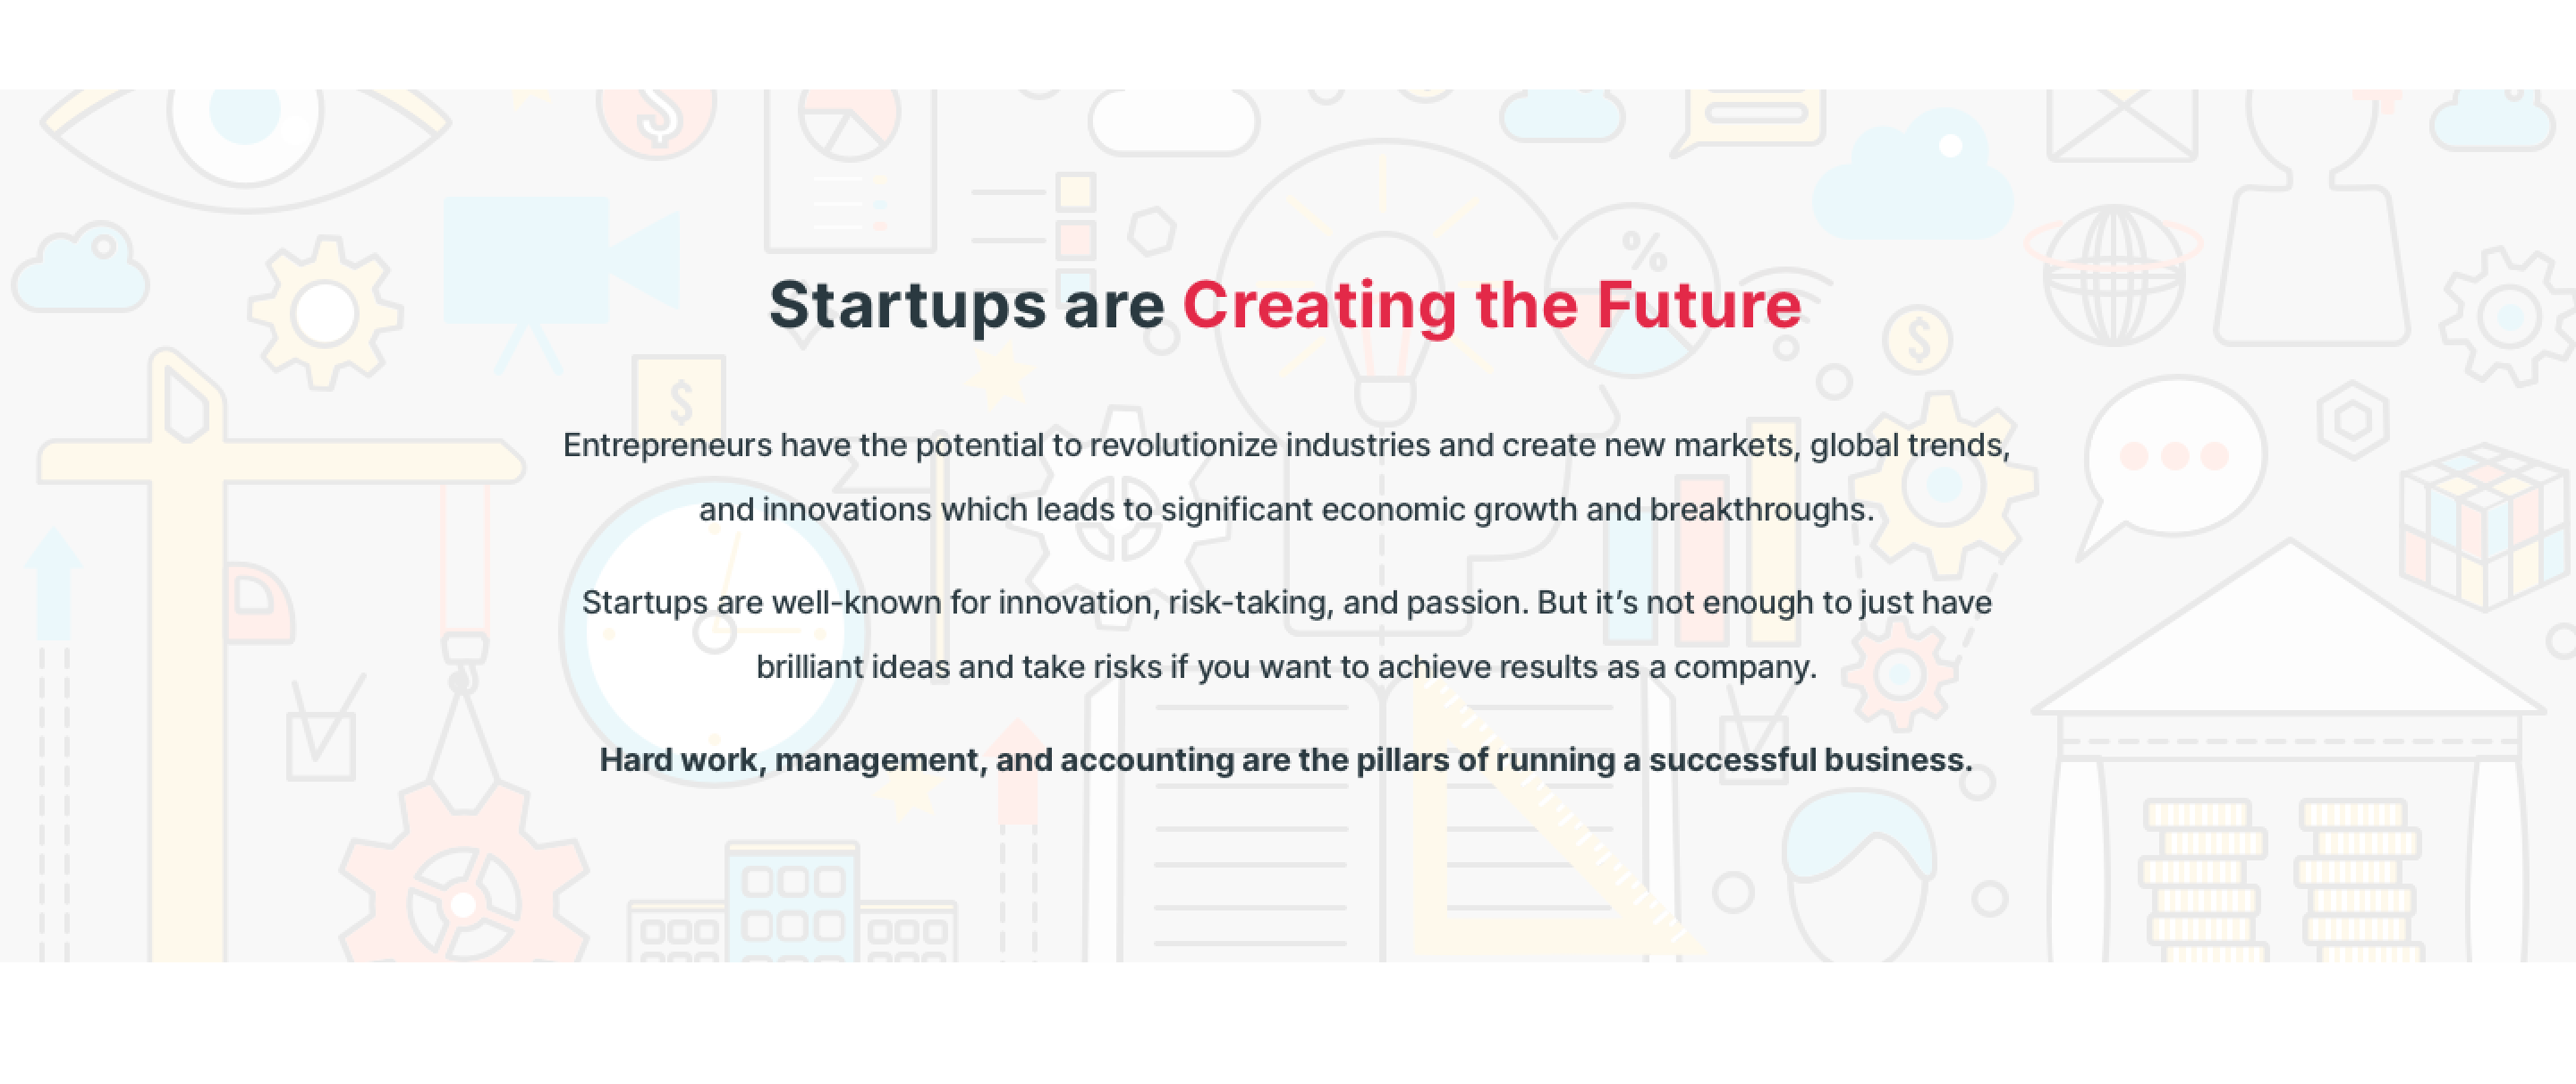 Startups are Creating the Future
Entrepreneurs have the potential to revolutionize industries and create new markets, global trends,
and innovations which leads to significant economic growth and breakthroughs.
Startups are well-known for innovation, risk-taking, and passion. But it’s not enough to just have
brilliant ideas and take risks if you want to achieve results as a company.
Hard work, management, and accounting are the pillars of running a successful business.